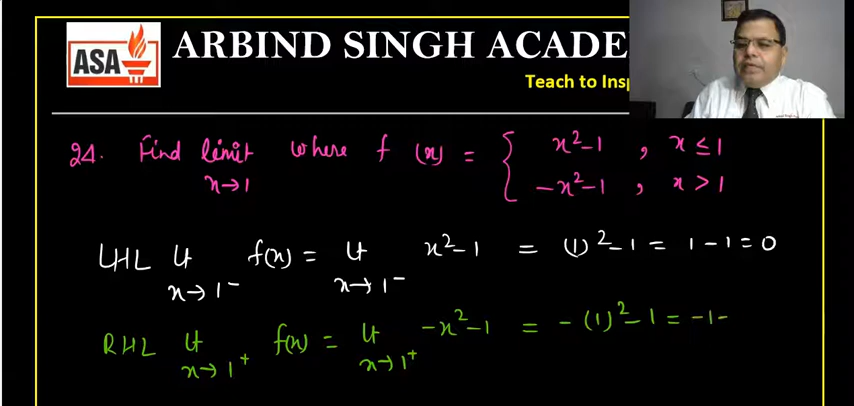 ASA
ARBIND SINGH ACADE
Teach to Insp
24. Find limit x→1 where f(x) = { x²-1 , x ≤ 1
-x²-1 , x > 1
LHL lt x→1⁻ f(x) = lt x→1⁻ x²-1 = (1)²-1 = 1-1 = 0
RHL lt x→1⁺ f(x) = lt x→1⁺ -x²-1 = -(1)²-1 = -1-